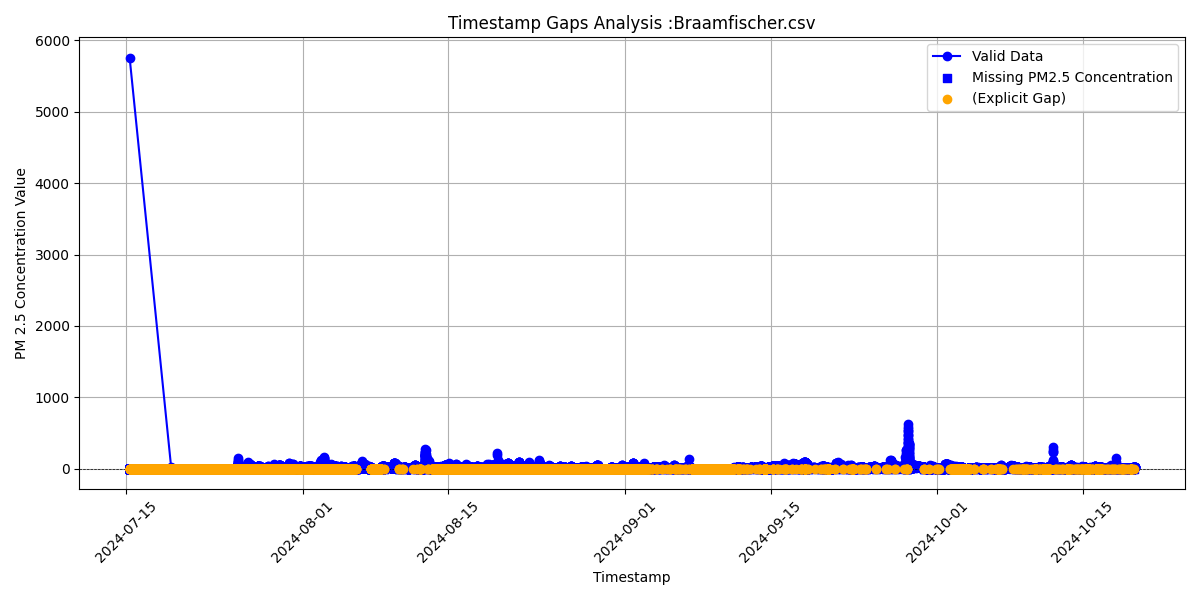 Timestamp Gaps Analysis :Braamfischer.csv
6000
5000
4000
3000
2000
1000
0
PM 2.5 Concentration Value
Valid Data
Missing PM2.5 Concentration
(Explicit Gap)
2024-07-15
2024-08-01
2024-08-15
2024-09-01
2024-09-15
2024-10-01
2024-10-15
Timestamp